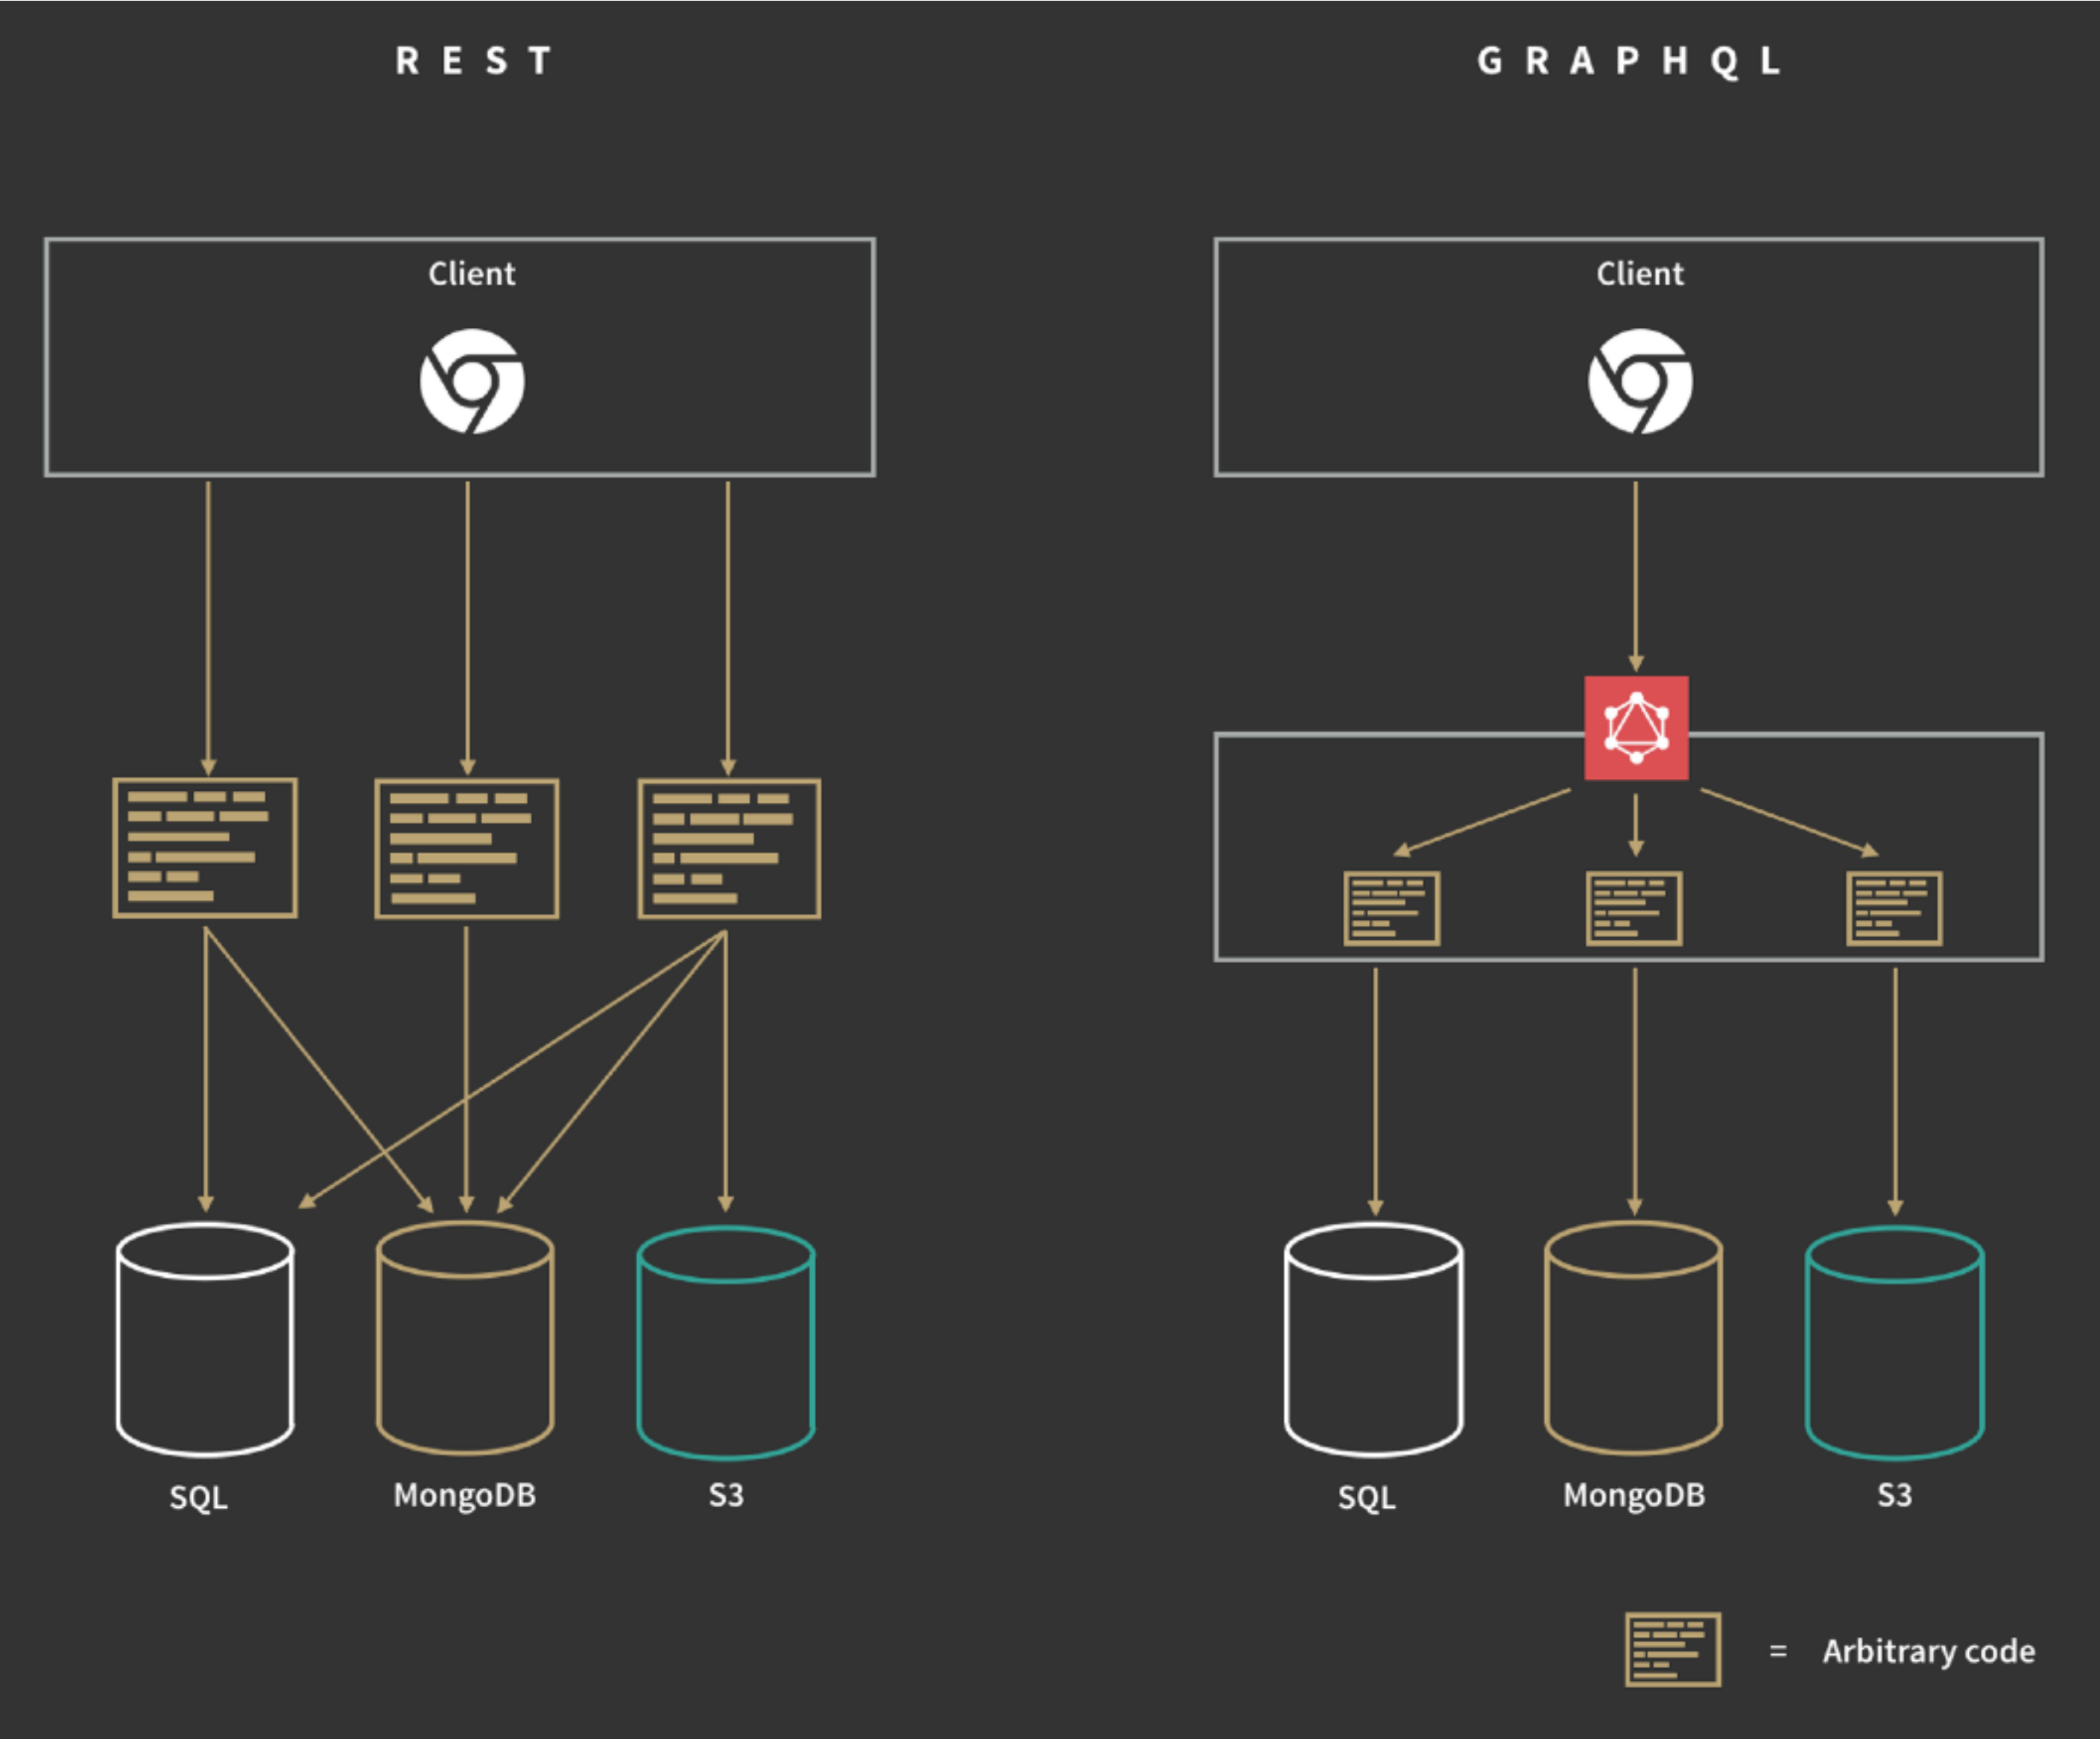 REST
GRAPHQL
Client
Client
SQL
MongoDB
S3
SQL
MongoDB
S3
= Arbitrary code